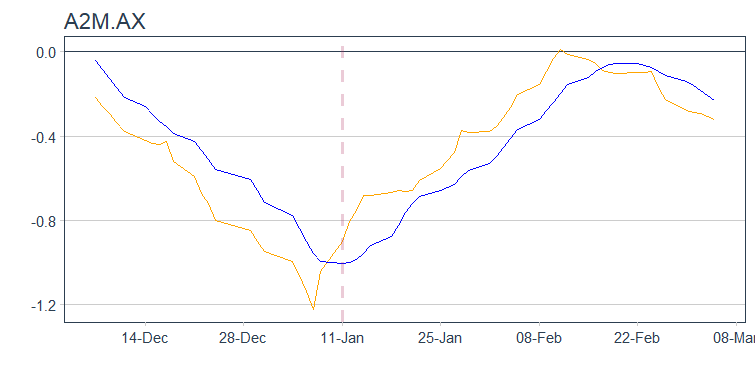 A2M.AX
0.0
-0.4
-0.8
-1.2
14-Dec
28-Dec
11-Jan
25-Jan
08-Feb
22-Feb
08-Mar